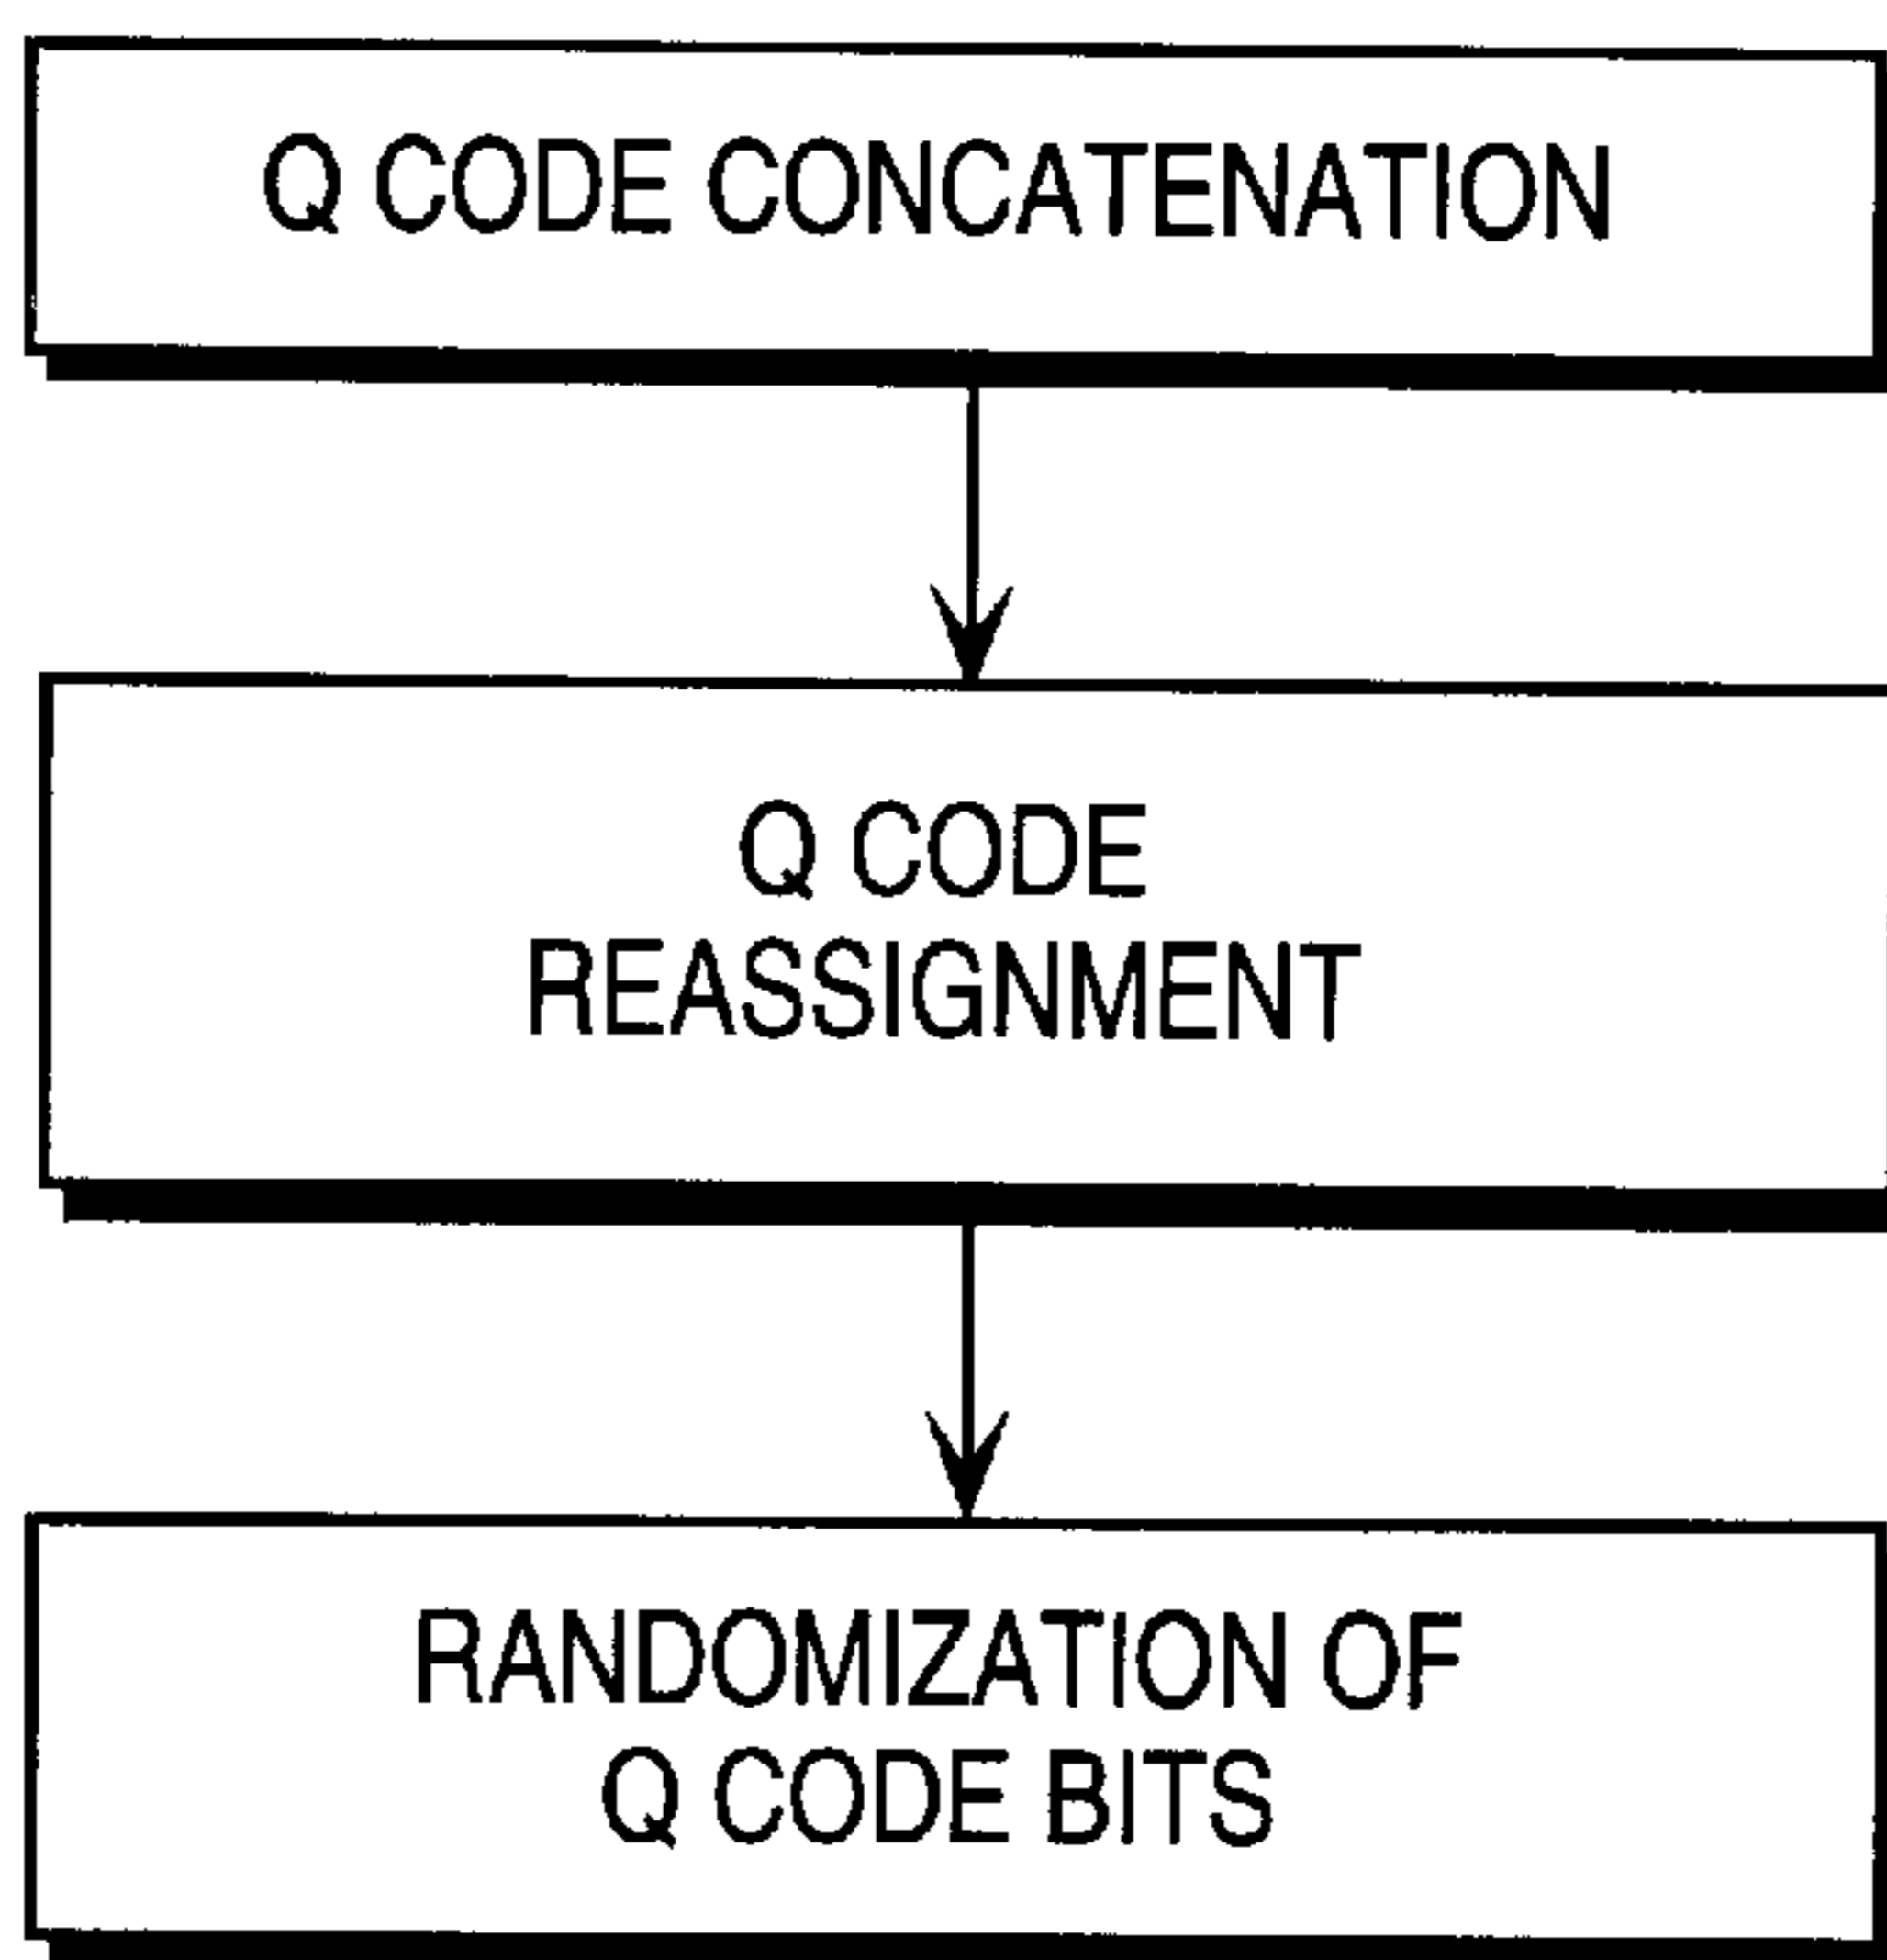 Q CODE CONCATENATION
Q CODE
REASSIGNMENT
RANDOMIZATION OF
Q CODE BITS